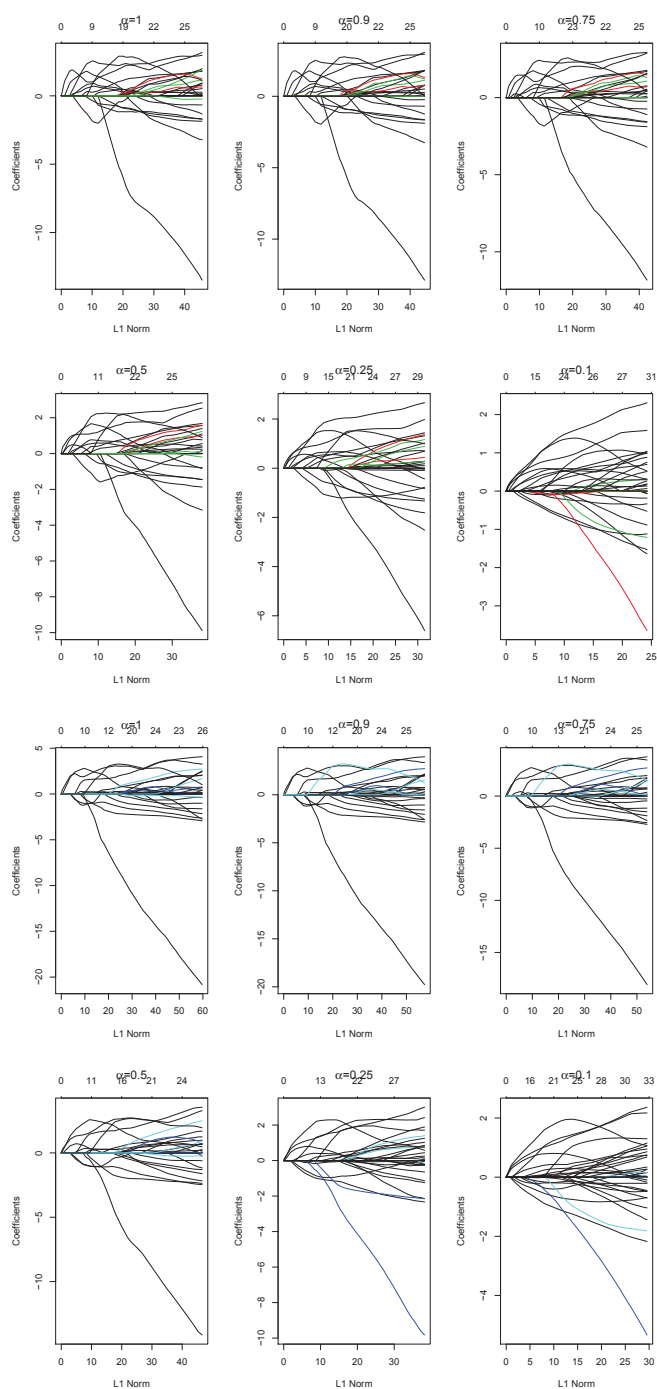 α=1
0 9 19 22 25
Coefficients
0
−5
−10
0 10 20 30 40
L1 Norm
α=0.9
0 9 20 22 25
Coefficients
0
−5
−10
0 10 20 30 40
L1 Norm
α=0.75
0 10 23 22 25
Coefficients
0
−5
−10
0 10 20 30 40
L1 Norm
α=0.5
0 11 22 25
Coefficients
2
0
−2
−4
−6
−8
−10
0 10 20 30
L1 Norm
α=0.25
0 9 15 21 24 27 29
Coefficients
2
0
−2
−4
−6
0 5 10 15 20 25 30
L1 Norm
α=0.1
0 15 24 26 27 31
Coefficients
2
1
0
−1
−2
−3
0 5 10 15 20 25
L1 Norm
α=1
0 10 12 20 24 23 26
Coefficients
5
0
−5
−10
−15
−20
0 10 20 30 40 50 60
L1 Norm
α=0.9
0 10 12 20 24 25
Coefficients
0
−5
−10
−15
−20
0 10 20 30 40 50
L1 Norm
α=0.75
0 10 13 21 24 25
Coefficients
0
−5
−10
−15
0 10 20 30 40 50
L1 Norm
α=0.5
0 11 16 21 24
Coefficients
0
−5
−10
0 10 20 30 40
L1 Norm
α=0.25
0 13 22 27
Coefficients
2
0
−2
−4
−6
−8
−10
0 10 20 30
L1 Norm
α=0.1
0 16 21 25 28 30 33
Coefficients
2
0
−2
−4
0 5 10 15 20 25 30
L1 Norm